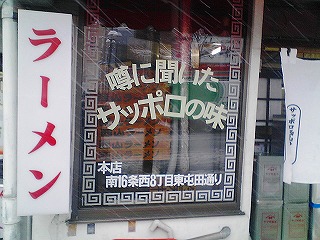 ラーメン
噂に聞いた
サッポロの味
本店
南16条西8丁目東屯田通り